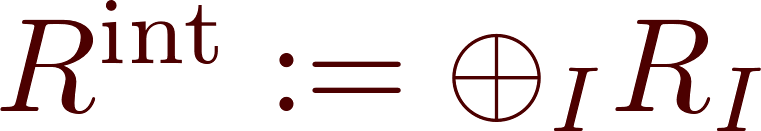 R^{int} := ⊕_I R_I